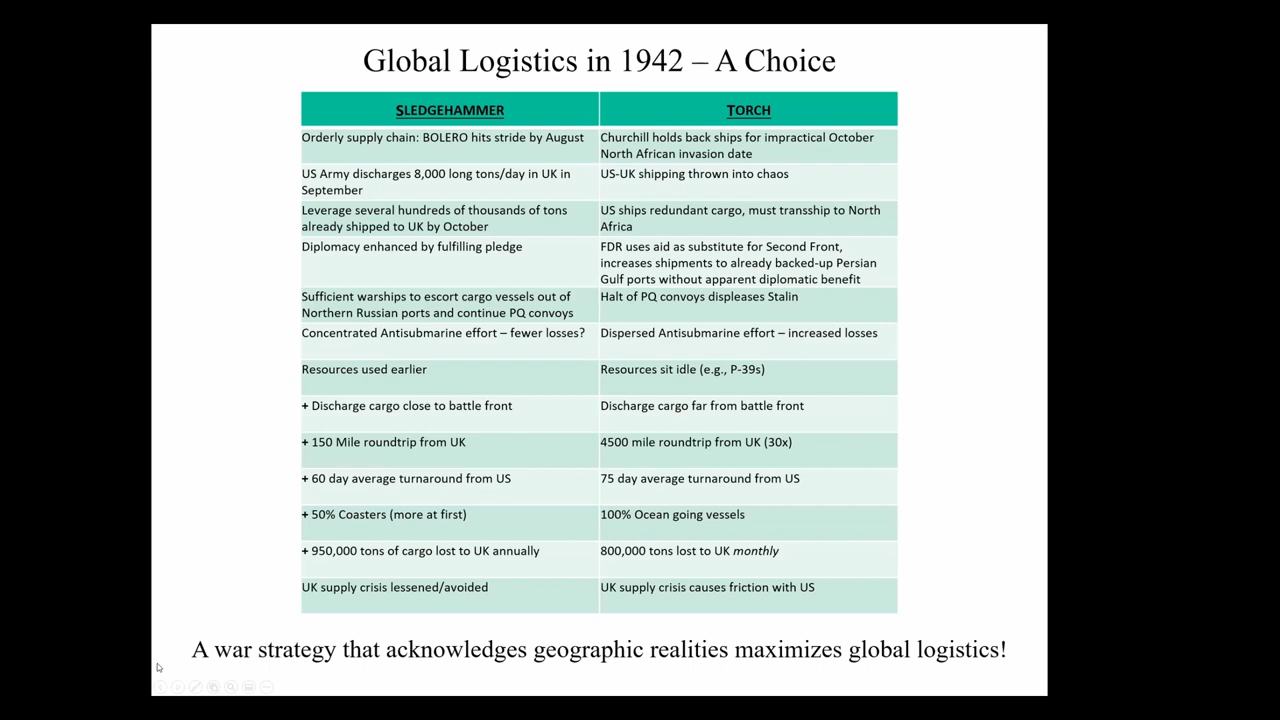 Global Logistics in 1942 – A Choice
SLEDGEHAMMER
TORCH
Orderly supply chain: BOLERO hits stride by August
Churchill holds back ships for impractical October
North African invasion date
US Army discharges 8,000 long tons/day in UK in
September
US-UK shipping thrown into chaos
Leverage several hundreds of thousands of tons
already shipped to UK by October
US ships redundant cargo, must transship to North
Africa
Diplomacy enhanced by fulfilling pledge
FDR uses aid as substitute for Second Front,
increases shipments to already backed-up Persian
Gulf ports without apparent diplomatic benefit
Sufficient warships to escort cargo vessels out of
Northern Russian ports and continue PQ convoys
Halt of PQ convoys displeases Stalin
Concentrated Antisubmarine effort – fewer losses?
Dispersed Antisubmarine effort – increased losses
Resources used earlier
Resources sit idle (e.g., P-39s)
+ Discharge cargo close to battle front
Discharge cargo far from battle front
+ 150 Mile roundtrip from UK
4500 mile roundtrip from UK (30x)
+ 60 day average turnaround from US
75 day average turnaround from US
+ 50% Coasters (more at first)
100% Ocean going vessels
+ 950,000 tons of cargo lost to UK annually
800,000 tons lost to UK monthly
UK supply crisis lessened/avoided
UK supply crisis causes friction with US
A war strategy that acknowledges geographic realities maximizes global logistics!